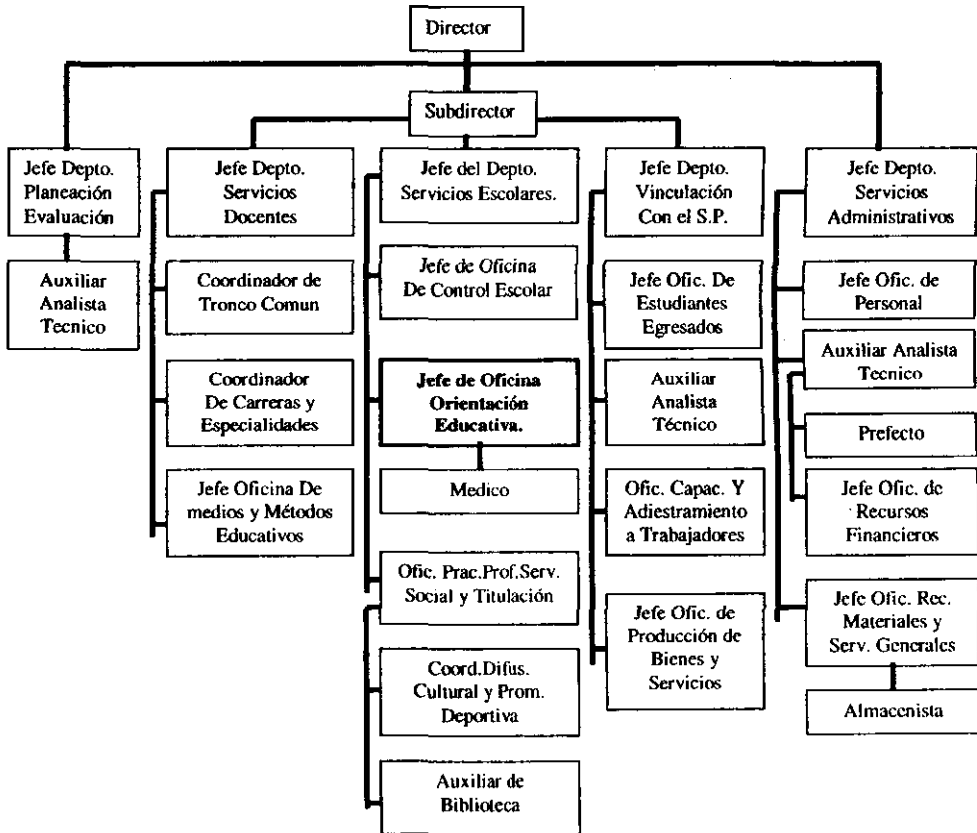 Director
Subdirector
Jefe Depto.
Planeación
Evaluación
Auxiliar
Analista
Tecnico
Jefe Depto.
Servicios
Docentes
Coordinador de
Tronco Comun
Coordinador
De Carreras y
Especialidades
Jefe Oficina De
medios y Métodos
Educativos
Jefe del Depto.
Servicios Escolares.
Jefe de Oficina
De Control Escolar
Jefe de Oficina
Orientación
Educativa.
Medico
Ofic. Prac.Prof.Serv.
Social y Titulación
Coord.Difus.
Cultural y Prom.
Deportiva
Auxiliar de
Biblioteca
Jefe Depto.
Vinculación
Con el S.P.
Jefe Ofic. De
Estudiantes
Egresados
Auxiliar
Analista
Técnico
Ofic. Capac. Y
Adiestramiento
a Trabajadores
Jefe Ofic. de
Producción de
Bienes y
Servicios
Jefe Depto.
Servicios
Administrativos
Jefe Ofic. de
Personal
Auxiliar Analista
Tecnico
Prefecto
Jefe Ofic. de
Recursos
Financieros
Jefe Ofic. Rec.
Materiales y
Serv. Generales
Almacenista